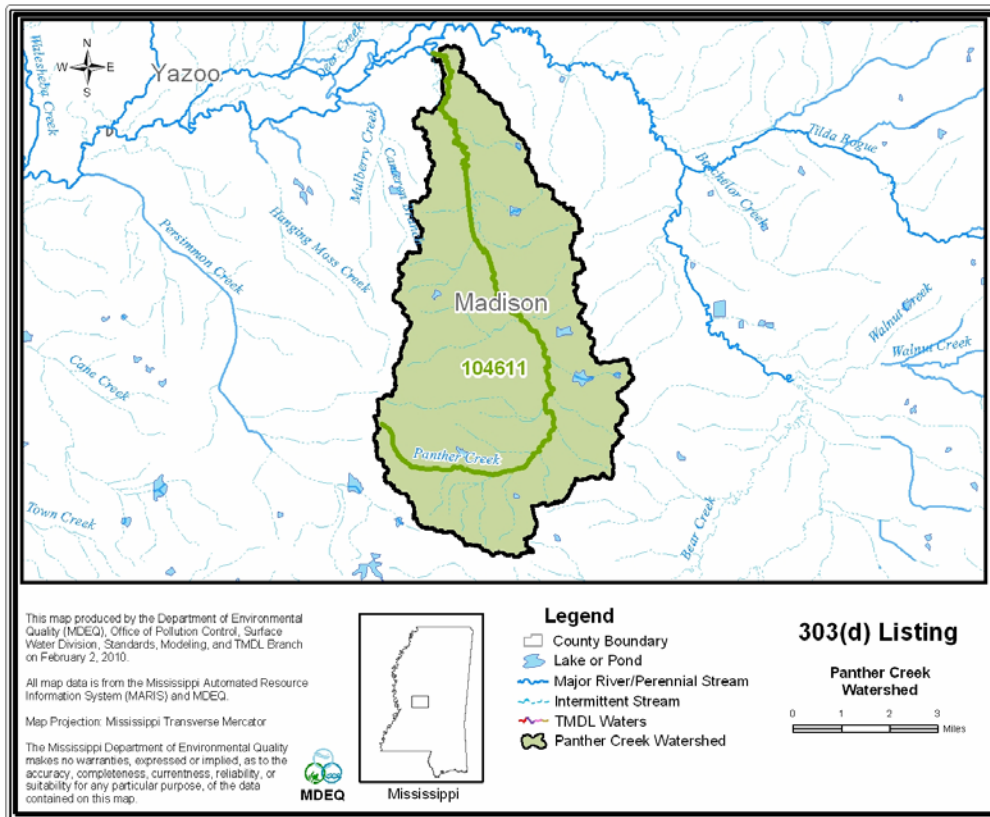 N
W E
S
Yazoo
Walesheba Creek
Deer Creek
Mulberry Creek
Hanging Moss Creek
Persimmon Creek
Cane Creek
Town Creek
Tilda Bogue
Batchelor Creek
Walnut Creek
Walnut Creek
Bear Creek
Madison
104611
Panther Creek
This map produced by the Department of Environmental
Quality (MDEQ), Office of Pollution Control, Surface
Water Division, Standards, Modeling, and TMDL Branch
on February 2, 2010.
All map data is from the Mississippi Automated Resource
Information System (MARIS) and MDEQ.
Map Projection: Mississippi Transverse Mercator
The Mississippi Department of Environmental Quality
makes no warranties, expressed or implied, as to the
accuracy, completeness, currentness, reliability, or
suitability for any particular purpose, of the data
contained on this map.
MDEQ
Mississippi
Legend
County Boundary
Lake or Pond
Major River/Perennial Stream
Intermittent Stream
TMDL Waters
Panther Creek Watershed
303(d) Listing
Panther Creek
Watershed
0 1 2 3
Miles